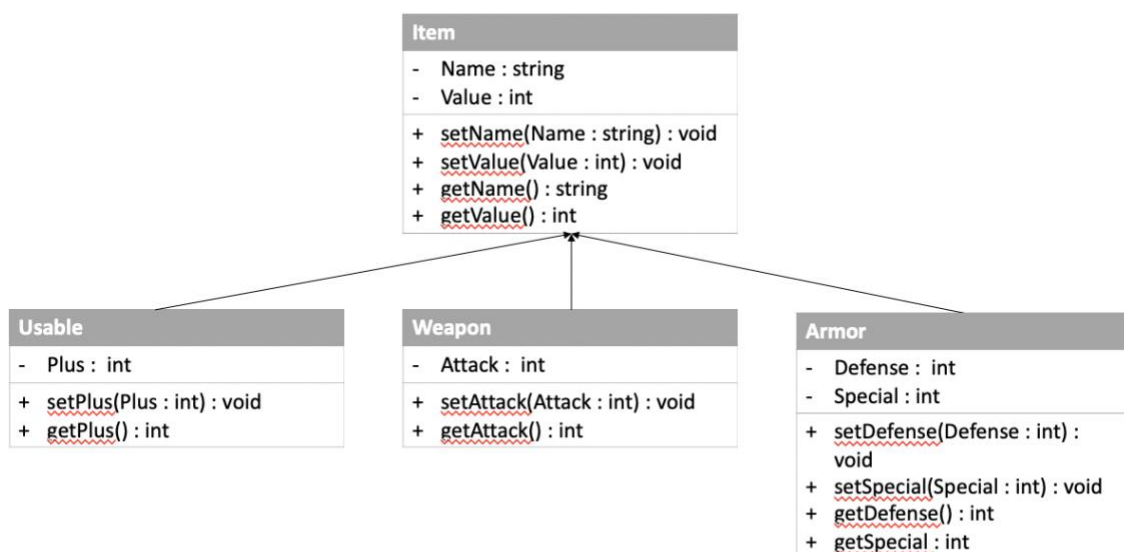 Item
- Name : string
- Value : int
+ setName(Name : string) : void
+ setValue(Value : int) : void
+ getName() : string
+ getValue() : int
Usable
- Plus : int
+ setPlus(Plus : int) : void
+ getPlus() : int
Weapon
- Attack : int
+ setAttack(Attack : int) : void
+ getAttack() : int
Armor
- Defense : int
- Special : int
+ setDefense(Defense : int) :
void
+ setSpecial(Special : int) : void
+ getDefense() : int
+ getSpecial : int